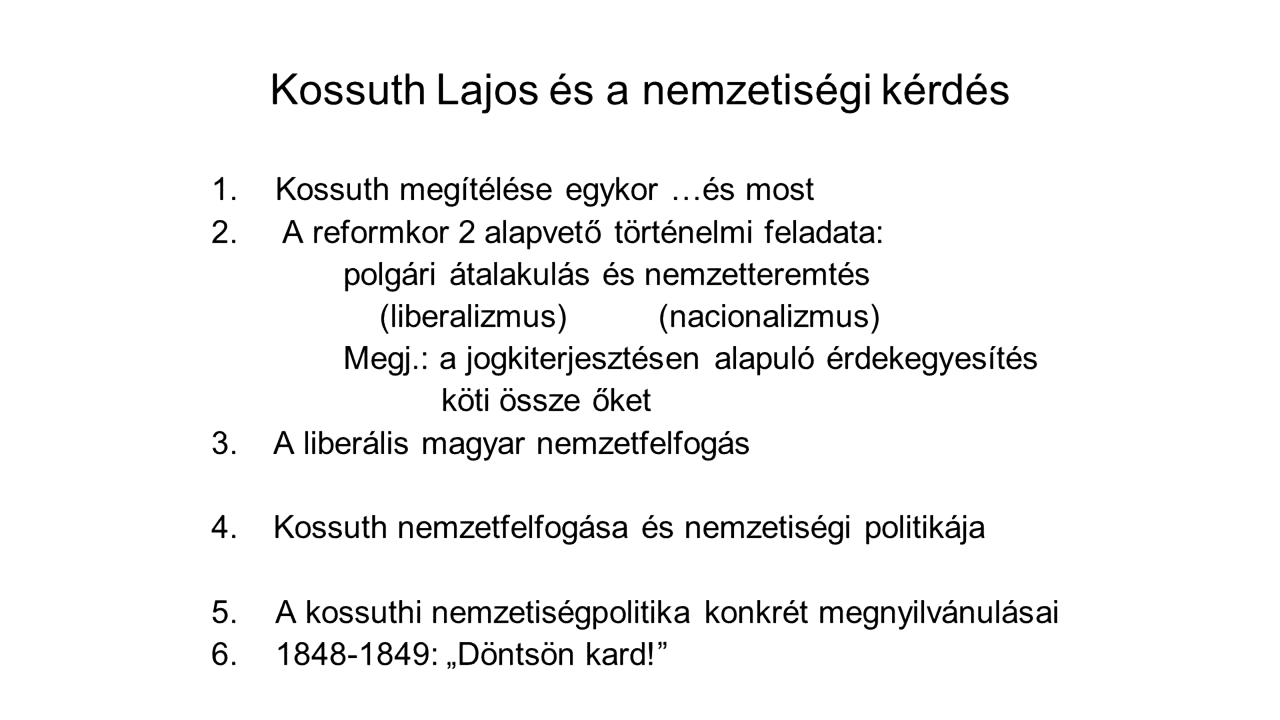 Kossuth Lajos és a nemzetiségi kérdés
1. Kossuth megítélése egykor …és most
2. A reformkor 2 alapvető történelmi feladata:
polgári átalakulás és nemzetteremtés
(liberalizmus) (nacionalizmus)
Megj.: a jogkiterjesztésen alapuló érdekegyesítés
köti össze őket
3. A liberális magyar nemzetfelfogás
4. Kossuth nemzetfelfogása és nemzetiségi politikája
5. A kossuthi nemzetiségpolitika konkrét megnyilvánulásai
6. 1848-1849: „Döntsön kard!”